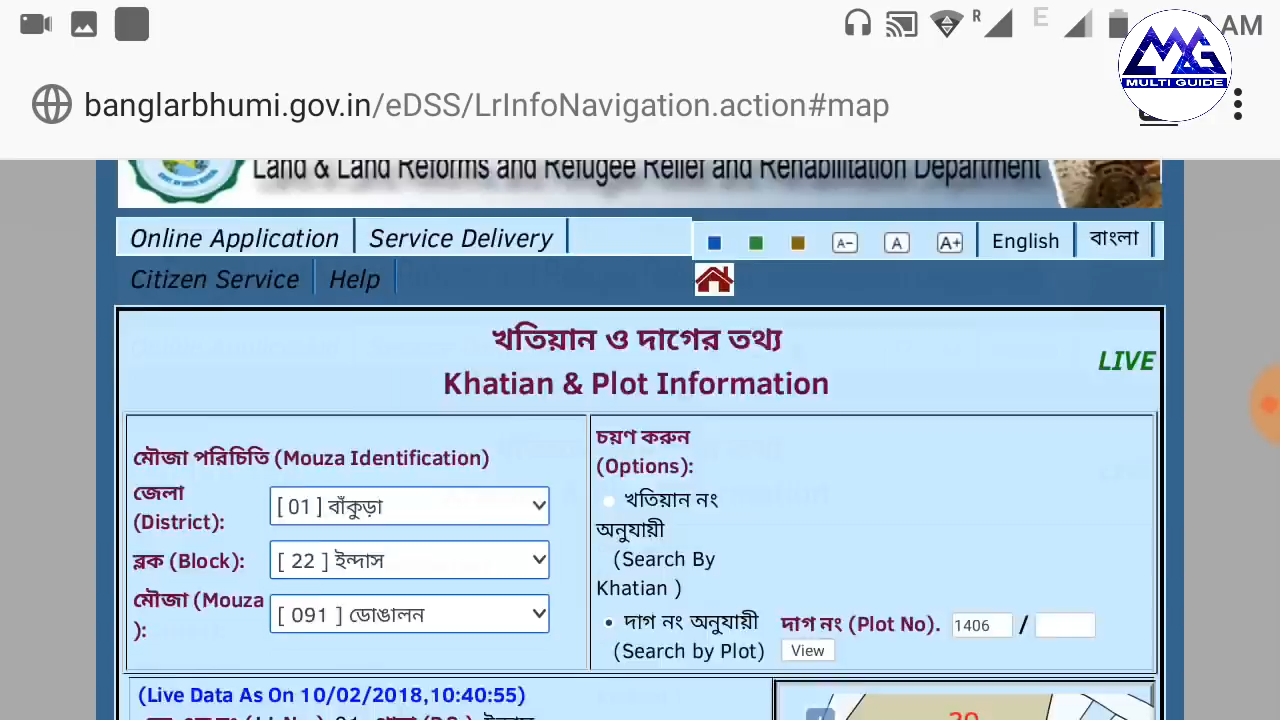 R
E
AM
banglarbhumi.gov.in/eDSS/LrInfoNavigation.action#map
MG
MULTI GUIDE
Land & Land Reforms and Refugee Relief and Rehabilitation Department
Online Application Service Delivery
A- A A+ English বাংলা
Citizen Service Help
খতিয়ান ও দাগের তথ্য
LIVE
Khatian & Plot Information
মৌজা পরিচিতি (Mouza Identification)
জেলা
(District):
[ 01 ] বাঁকুড়া
ব্লক (Block):
[ 22 ] ইন্দাস
মৌজা (Mouza
):
[ 091 ] ডোঙালন
চয়ণ করুন
(Options):
খতিয়ান নং
অনুযায়ী
(Search By
Khatian )
দাগ নং অনুযায়ী
(Search by Plot)
দাগ নং (Plot No). 1406 /
View
(Live Data As On 10/02/2018,10:40:55)